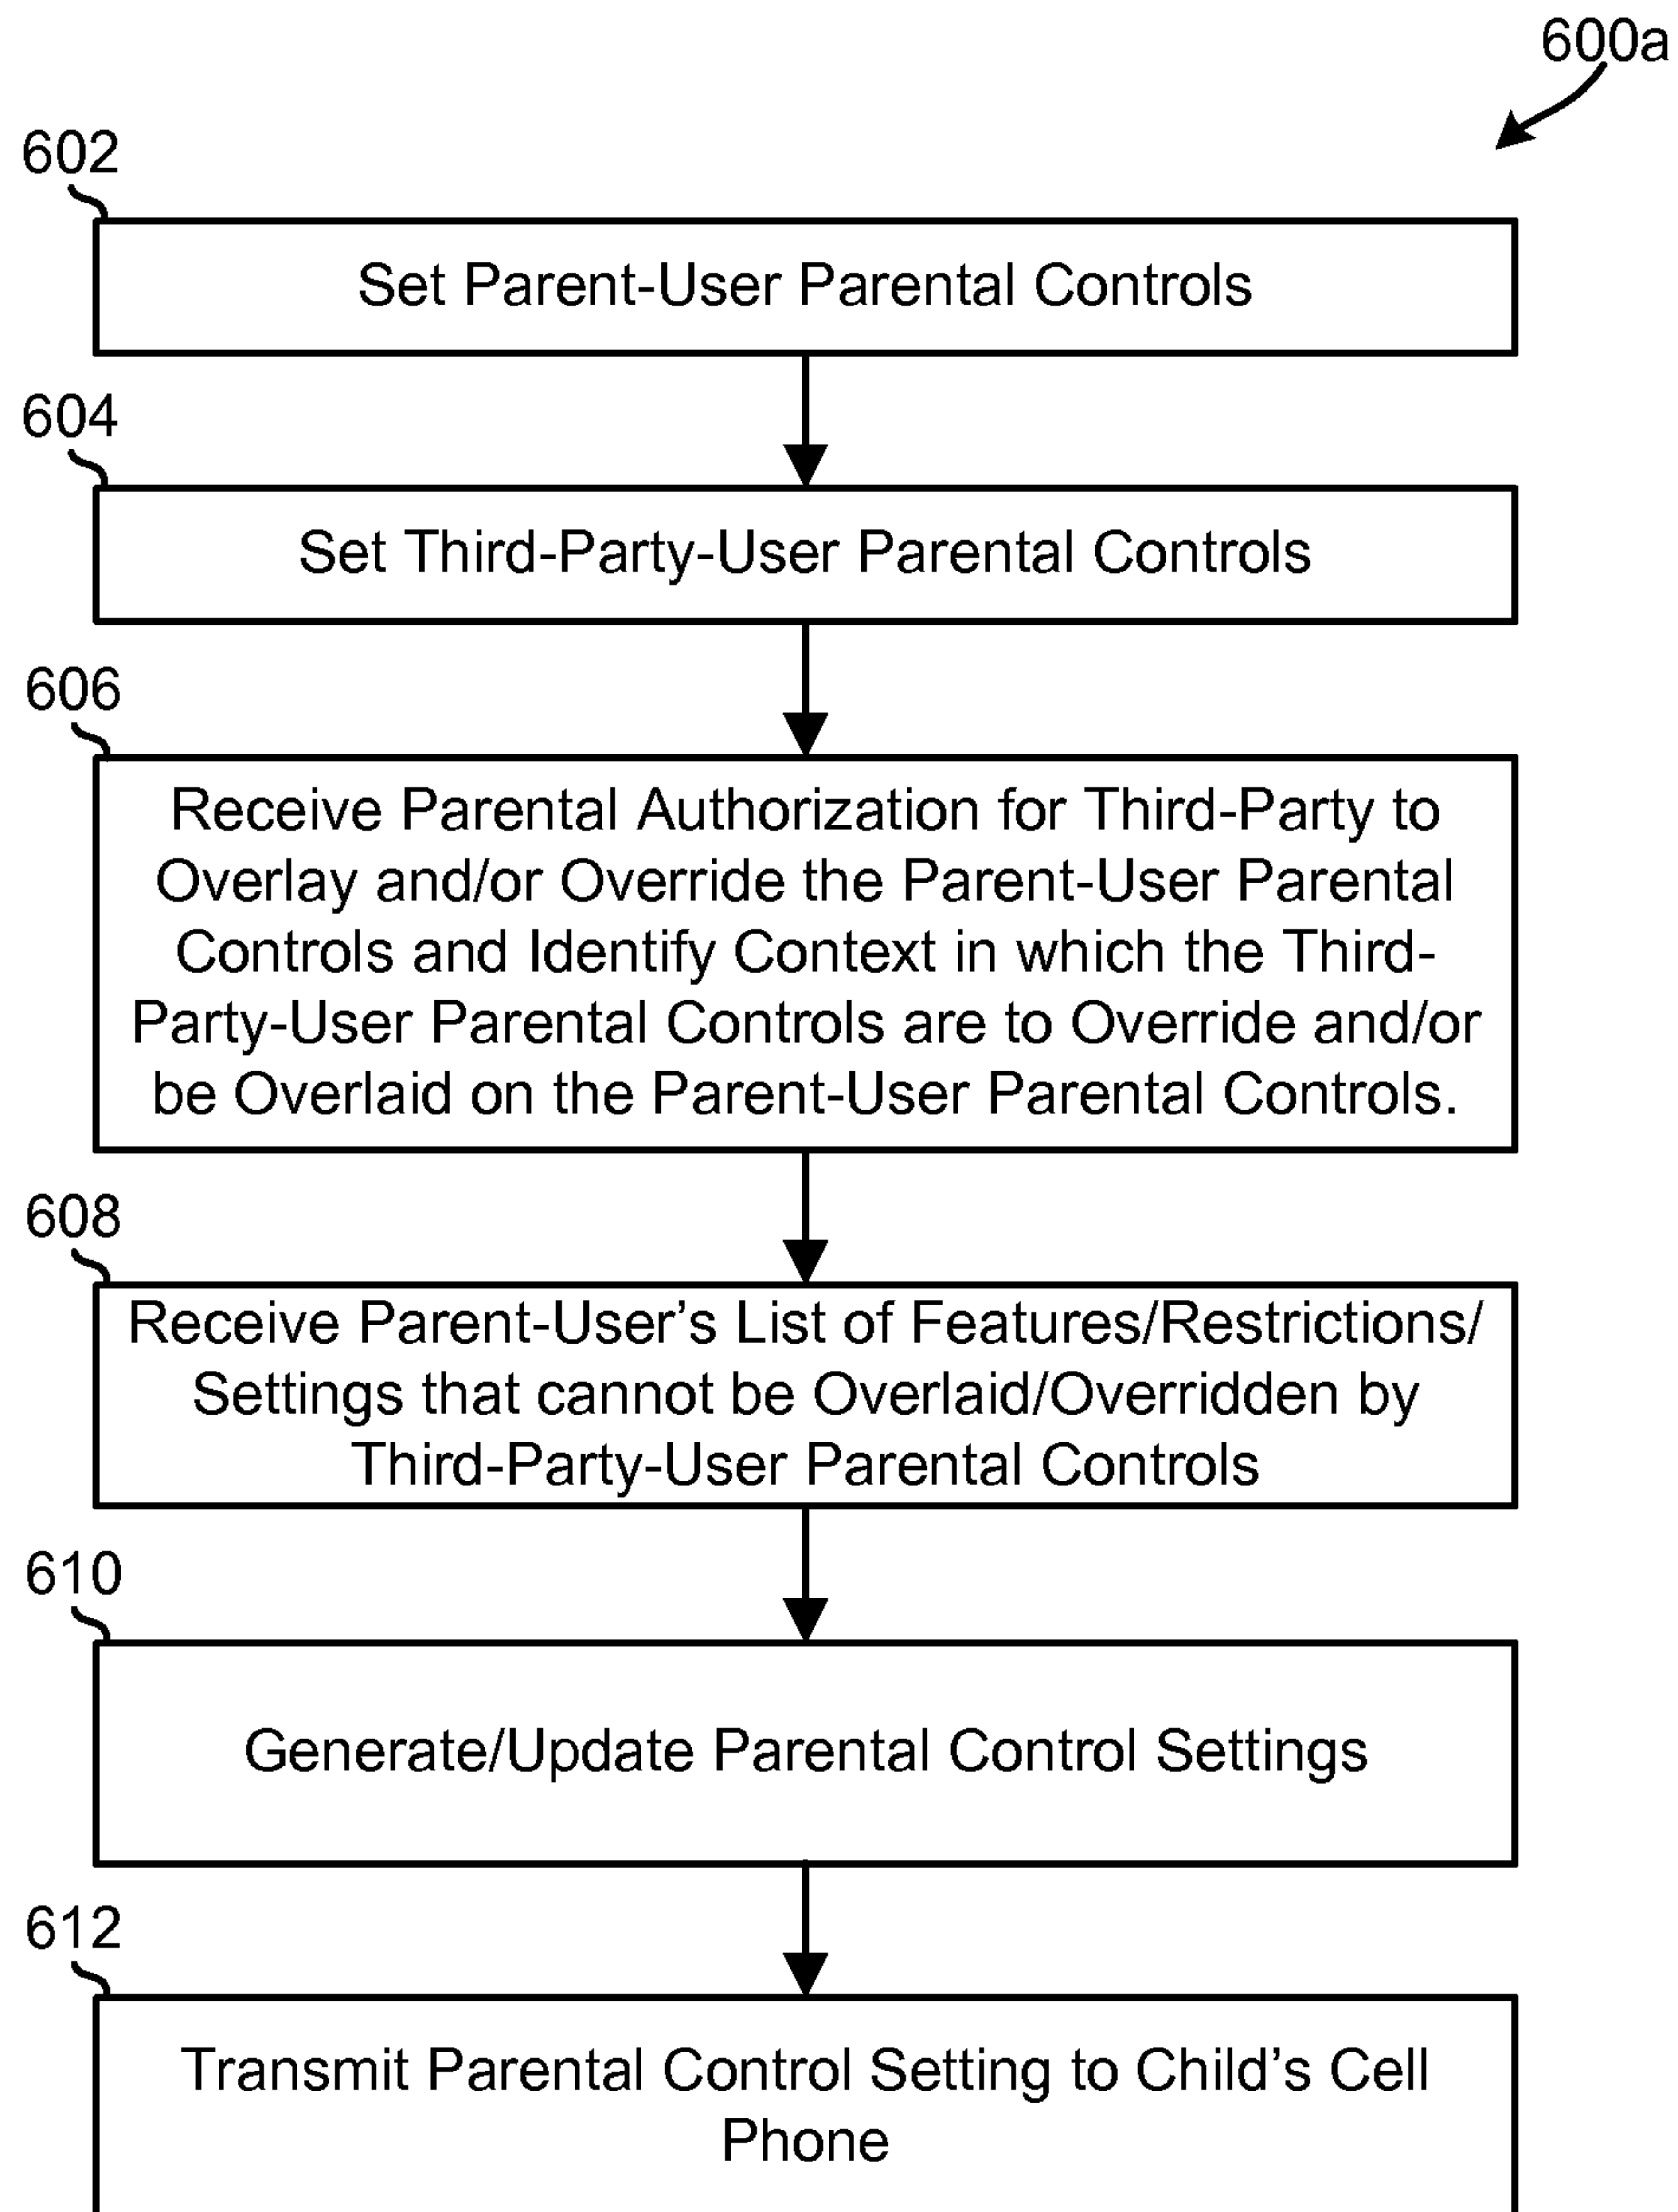 600a
602
Set Parent-User Parental Controls
604
Set Third-Party-User Parental Controls
606
Receive Parental Authorization for Third-Party to
Overlay and/or Override the Parent-User Parental
Controls and Identify Context in which the Third-
Party-User Parental Controls are to Override and/or
be Overlaid on the Parent-User Parental Controls.
608
Receive Parent-User’s List of Features/Restrictions/
Settings that cannot be Overlaid/Overridden by
Third-Party-User Parental Controls
610
Generate/Update Parental Control Settings
612
Transmit Parental Control Setting to Child’s Cell
Phone